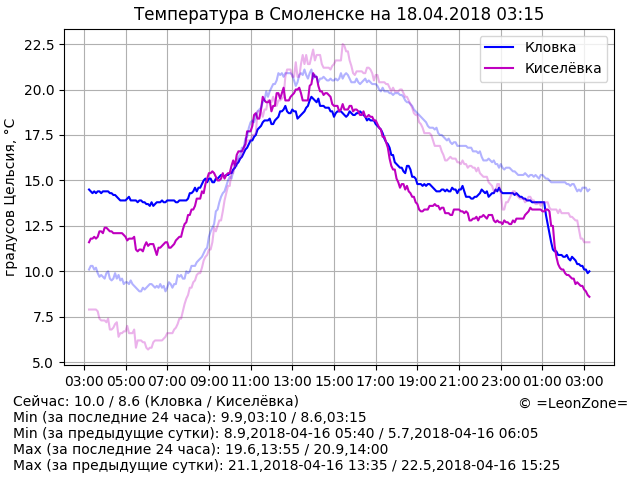 Температура в Смоленске на 18.04.2018 03:15
градусов Цельсия, °C
22.5
20.0
17.5
15.0
12.5
10.0
7.5
5.0
Кловка
Киселёвка
03:00 05:00 07:00 09:00 11:00 13:00 15:00 17:00 19:00 21:00 23:00 01:00 03:00
© =LeonZone=
Сейчас: 10.0 / 8.6 (Кловка / Киселёвка)
Min (за последние 24 часа): 9.9,03:10 / 8.6,03:15
Min (за предыдущие сутки): 8.9,2018-04-16 05:40 / 5.7,2018-04-16 06:05
Max (за последние 24 часа): 19.6,13:55 / 20.9,14:00
Max (за предыдущие сутки): 21.1,2018-04-16 13:35 / 22.5,2018-04-16 15:25